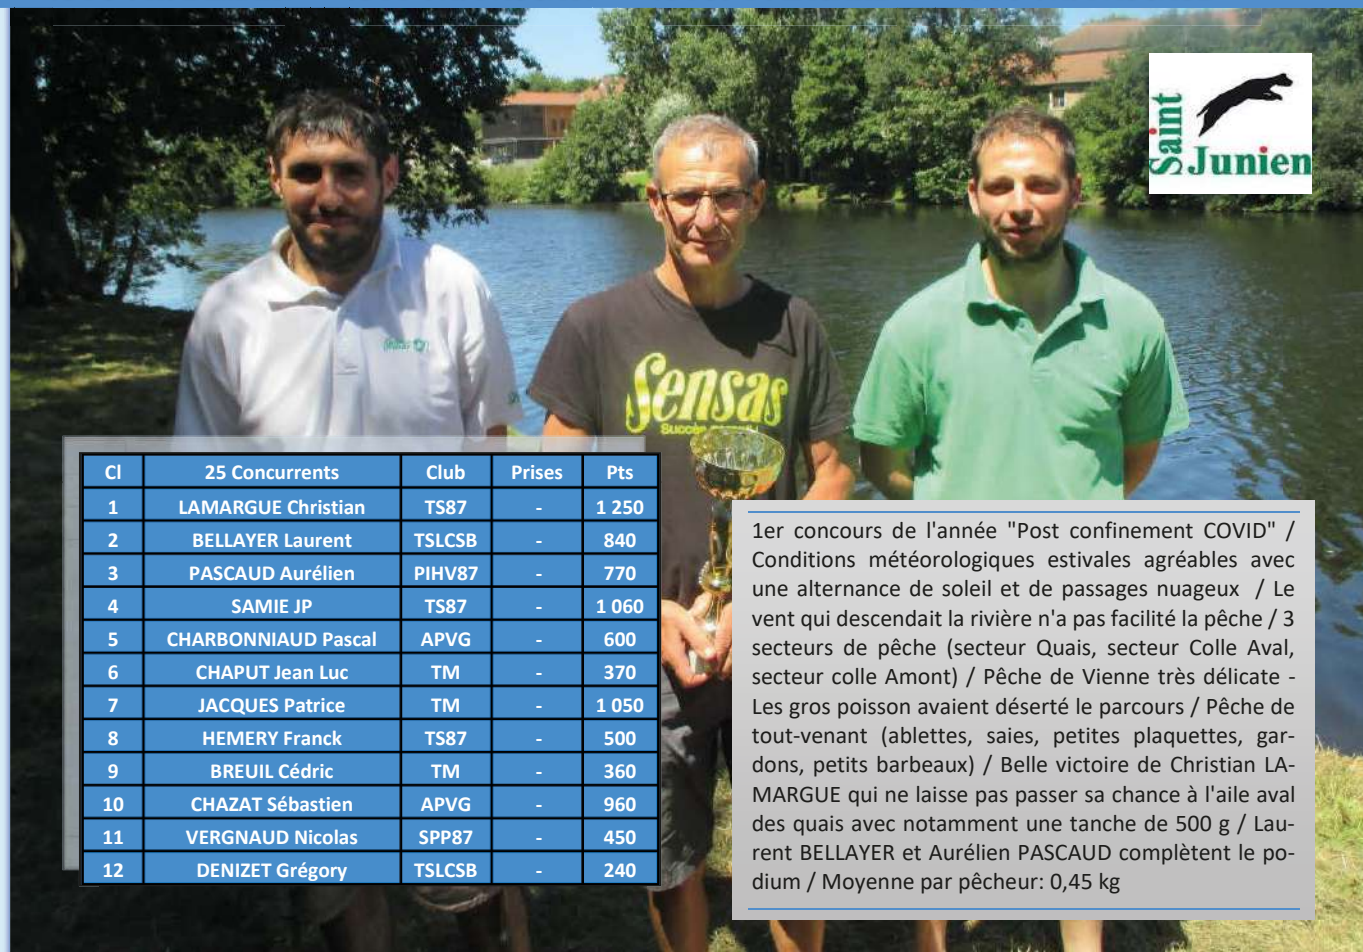 Saint
Junien
Sensas
Cl 25 Concurrents Club Prises Pts
1 LAMARGUE Christian TS87 - 1 250
2 BELLAYER Laurent TSLCSB - 840
3 PASCAUD Aurélien PIHV87 - 770
4 SAMIE JP TS87 - 1 060
5 CHARBONNIAUD Pascal APVG - 600
6 CHAPUT Jean Luc TM - 370
7 JACQUES Patrice TM - 1 050
8 HEMERY Franck TS87 - 500
9 BREUIL Cédric TM - 360
10 CHAZAT Sébastien APVG - 960
11 VERGNAUD Nicolas SPP87 - 450
12 DENIZET Grégory TSLCSB - 240
1er concours de l'année "Post confinement COVID" /
Conditions météorologiques estivales agréables avec
une alternance de soleil et de passages nuageux / Le
vent qui descendait la rivière n'a pas facilité la pêche / 3
secteurs de pêche (secteur Quais, secteur Colle Aval,
secteur colle Amont) / Pêche de Vienne très délicate -
Les gros poisson avaient déserté le parcours / Pêche de
tout-venant (ablettes, saies, petites plaquettes, gar-
dons, petits barbeaux) / Belle victoire de Christian LA-
MARGUE qui ne laisse pas passer sa chance à l'aile aval
des quais avec notamment une tanche de 500 g / Lau-
rent BELLAYER et Aurélien PASCAUD complètent le po-
dium / Moyenne par pêcheur: 0,45 kg